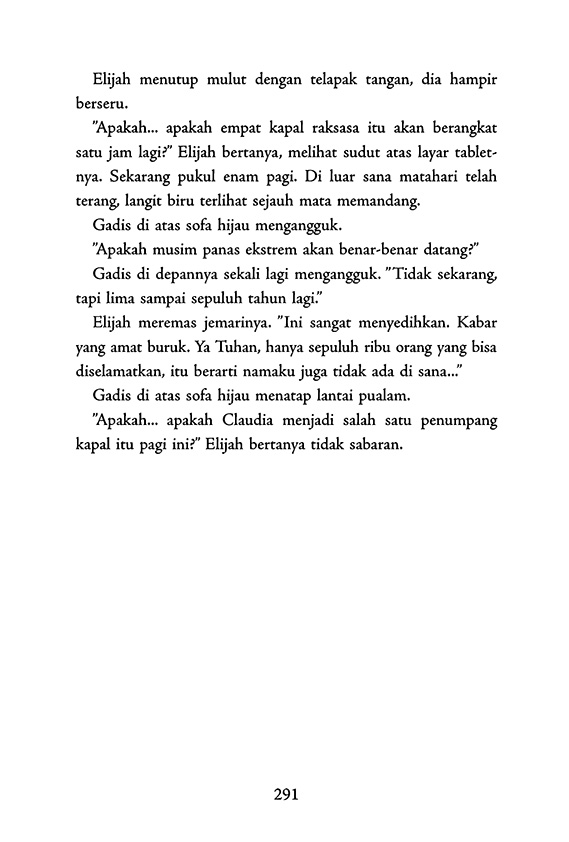 Elijah menutup mulut dengan telapak tangan, dia hampir
berseru.
"Apakah... apakah empat kapal raksasa itu akan berangkat
satu jam lagi?" Elijah bertanya, melihat sudut atas layar tablet-
nya. Sekarang pukul enam pagi. Di luar sana matahari telah
terang, langit biru terlihat sejauh mata memandang.
Gadis di atas sofa hijau mengangguk.
"Apakah musim panas ekstrem akan benar-benar datang?"
Gadis di depannya sekali lagi mengangguk. "Tidak sekarang,
tapi lima sampai sepuluh tahun lagi."
Elijah meremas jemarinya. "Ini sangat menyedihkan. Kabar
yang amat buruk. Ya Tuhan, hanya sepuluh ribu orang yang bisa
diselamatkan, itu berarti namaku juga tidak ada di sana..."
Gadis di atas sofa hijau menatap lantai pualam.
"Apakah... apakah Claudia menjadi salah satu penumpang
kapal itu pagi ini?" Elijah bertanya tidak sabaran.
291